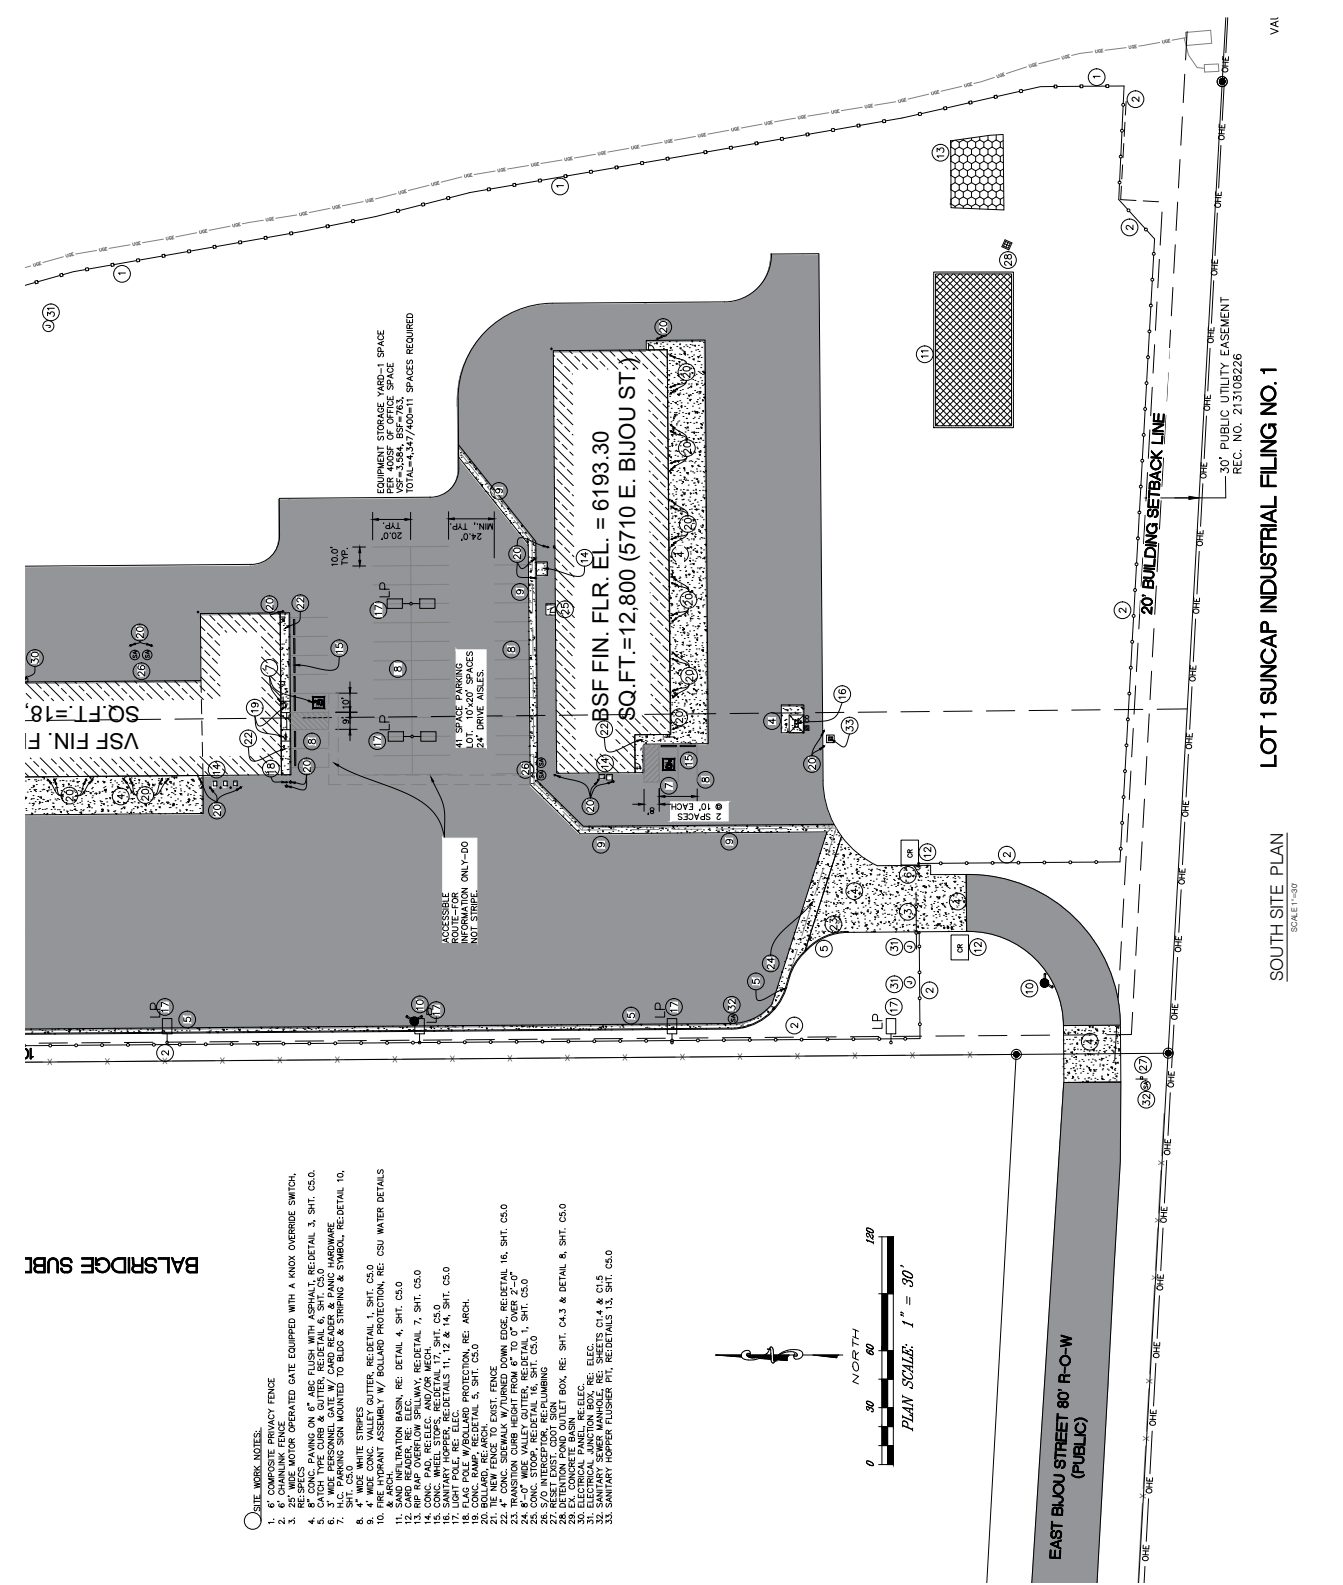 SITE WORK NOTES:
1. 6' COMPOSITE PRIVACY FENCE
2. 6' CHAINLINK FENCE
3. 25' WIDE MOTOR OPERATED GATE EQUIPPED WITH A KNOX OVERRIDE SWITCH,
RE:SPECS
4. 8" CONC. PAVING ON 6" ABC FLUSH WITH ASPHALT, RE:DETAIL 3, SHT. C5.0.
5. CATCH TYPE CURB & GUTTER, RE:DETAIL 6, SHT. C5.0
6. 3' WIDE PERSONNEL GATE W/ CARD READER & PANIC HARDWARE
7. H.C. PARKING SIGN MOUNTED TO BLDG & STRIPING & SYMBOL, RE:DETAIL 10,
SHT. C5.0
8. 4" WIDE WHITE STRIPES
9. 4' WIDE CONC. VALLEY GUTTER, RE:DETAIL 1, SHT. C5.0
10. FIRE HYDRANT ASSEMBLY W/ BOLLARD PROTECTION, RE: CSU WATER DETAILS
& ARCH.
11. SAND INFILTRATION BASIN, RE: DETAIL 4, SHT. C5.0
12. CARD READER, RE: ELEC.
13. RIP RAP OVERFLOW SPILLWAY, RE:DETAIL 7, SHT. C5.0
14. CONC. PAD, RE:ELEC. AND/OR MECH.
15. CONC. WHEEL STOPS, RE:DETAIL 17, SHT. C5.0
16. SANITARY HOPPER, RE:DETAILS 11, 12 & 14, SHT. C5.0
17. LIGHT POLE, RE: ELEC.
18. FLAG POLE W/BOLLARD PROTECTION, RE: ARCH.
19. CONC. RAMP, RE:DETAIL 5, SHT. C5.0
20. BOLLARD, RE:ARCH.
21. TIE NEW FENCE TO EXIST. FENCE
22. 4" CONC. SIDEWALK W/TURNED DOWN EDGE, RE:DETAIL 16, SHT. C5.0
23. TRANSITION CURB HEIGHT FROM 6" TO 0" OVER 2'-0"
24. 8'-0" WIDE VALLEY GUTTER, RE:DETAIL 1, SHT. C5.0
25. CONC. STOOP, RE:DETAIL 16, SHT. C5.0
26. S/O INTERCEPTOR, RE:PLUMBING
27. RESET EXIST. CDOT SIGN
28. DETENTION POND OUTLET BOX, RE: SHT. C4.3 & DETAIL 8, SHT. C5.0
29. EX. CONCRETE BASIN
30. ELECTRICAL PANEL, RE:ELEC.
31. ELECTRICAL JUNCTION BOX, RE: ELEC.
32. SANITARY SEWER MANHOLE, RE: SHEETS C1.4 & C1.5
33. SANITARY HOPPER FLUSHER PIT, RE:DETAILS 13, SHT. C5.0
BALSRIDGE SUBD
NORTH
0 30 60 120
PLAN SCALE: 1" = 30'
EAST BIJOU STREET 80' R-O-W
(PUBLIC)
VSF FIN. FL
SQ.FT.=18,
EQUIPMENT STORAGE YARD-1 SPACE
PER 400SF OF OFFICE SPACE
VSF=3,584, BSF=763,
TOTAL=4,347/400=11 SPACES REQUIRED
10.0'
TYP.
20.0'
TYP.
24.0'
MIN., TYP.
9'
10'
41 SPACE PARKING
LOT. 10'x20' SPACES
24' DRIVE AISLES.
ACCESSIBLE
ROUTE-FOR
INFORMATION ONLY-DO
NOT STRIPE.
BSF FIN. FLR. EL. = 6193.30
SQ.FT.=12,800 (5710 E. BIJOU ST.)
8'
2 SPACES
@ 10' EACH
LP
LP
LP
LP
LP
LP
CR
CR
20' BUILDING SETBACK LINE
30' PUBLIC UTILITY EASEMENT
REC. NO. 213108226
LOT 1 SUNCAP INDUSTRIAL FILING NO. 1
SOUTH SITE PLAN
SCALE 1"=30'